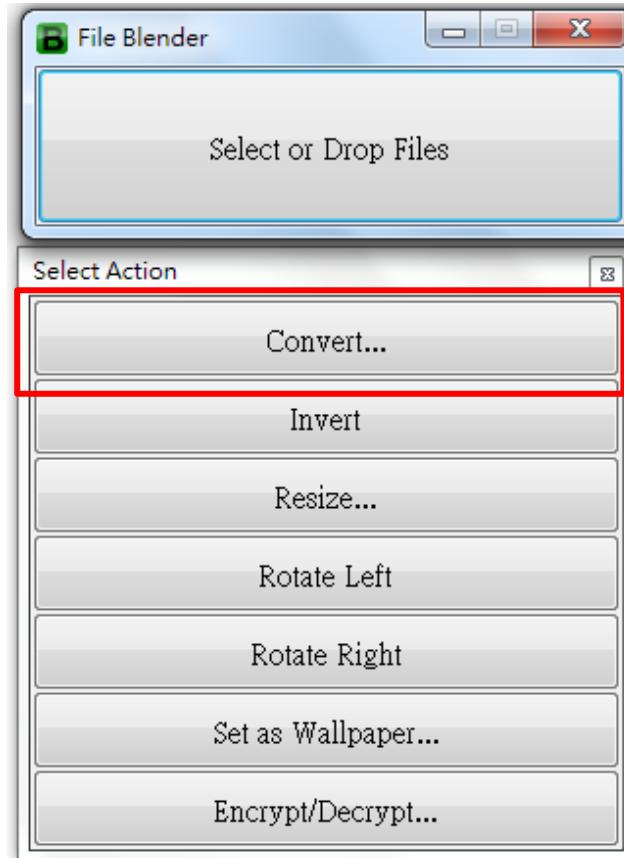 File Blender
Select or Drop Files
Select Action
Convert...
Invert
Resize...
Rotate Left
Rotate Right
Set as Wallpaper...
Encrypt/Decrypt...